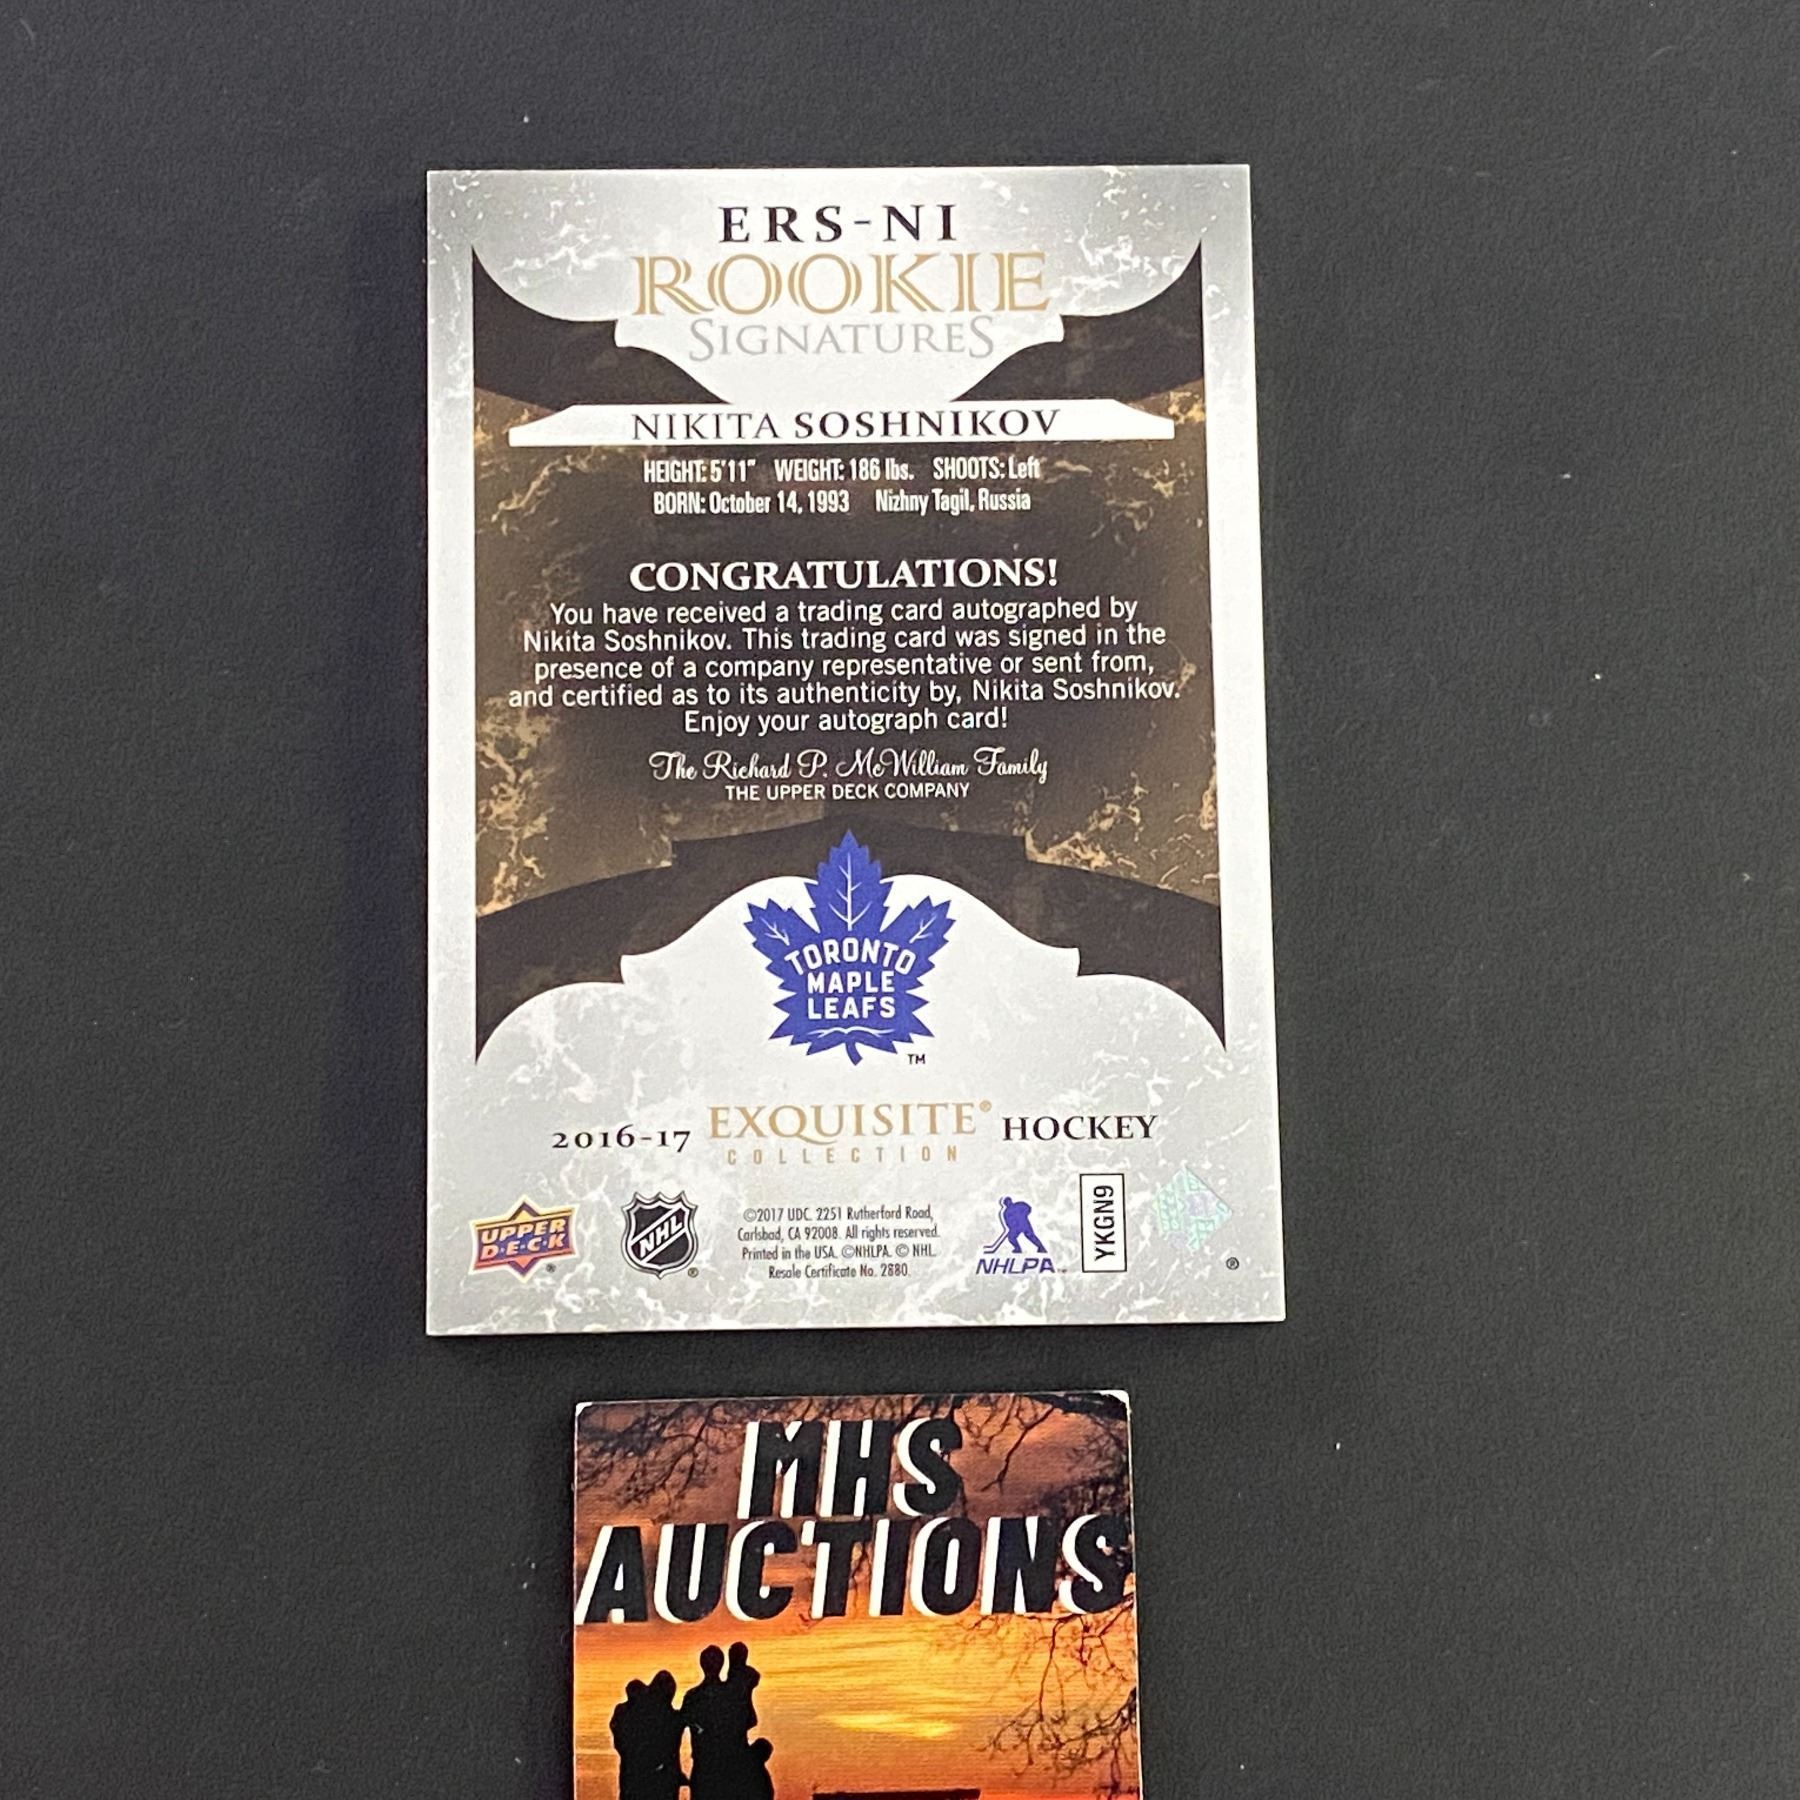 ERS-NI
ROOKIE
SIGNATURES
NIKITA SOSHNIKOV
HEIGHT: 5'11" WEIGHT: 186 lbs. SHOOTS: Left
BORN: October 14, 1993 Nizhny Tagil, Russia
CONGRATULATIONS!
You have received a trading card autographed by
Nikita Soshnikov. This trading card was signed in the
presence of a company representative or sent from,
and certified as to its authenticity by, Nikita Soshnikov.
Enjoy your autograph card!
The Richard P. McWilliam Family
THE UPPER DECK COMPANY
TORONTO
MAPLE
LEAFS
TM
2016-17 EXQUISITE® HOCKEY
COLLECTION
UPPER
D·E·C·K
®
NHL
®
©2017 UDC. 2251 Rutherford Road,
Carlsbad, CA 92008. All rights reserved.
Printed in the USA. ©NHLPA. © NHL.
Resale Certificate No. 2880.
NHLPA™
YKGN9
®
MHS
AUCTIONS